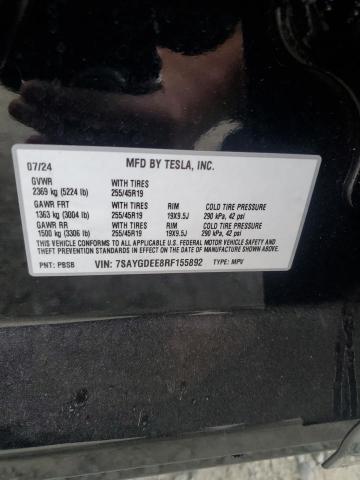 07/24 MFD BY TESLA, INC.
GVWR WITH TIRES
2369 kg (5224 lb) 255/45R19
GAWR FRT WITH TIRES RIM COLD TIRE PRESSURE
1363 kg (3004 lb) 255/45R19 19X9.5J 290 kPa, 42 psi
GAWR RR WITH TIRES RIM COLD TIRE PRESSURE
1500 kg (3306 lb) 255/45R19 19X9.5J 290 kPa, 42 psi
THIS VEHICLE CONFORMS TO ALL APPLICABLE U.S. FEDERAL MOTOR VEHICLE SAFETY AND
THEFT PREVENTION STANDARDS IN EFFECT ON THE DATE OF MANUFACTURE SHOWN ABOVE.
PNT: PBSB VIN: 7SAYGDEE8RF155892 TYPE: MPV